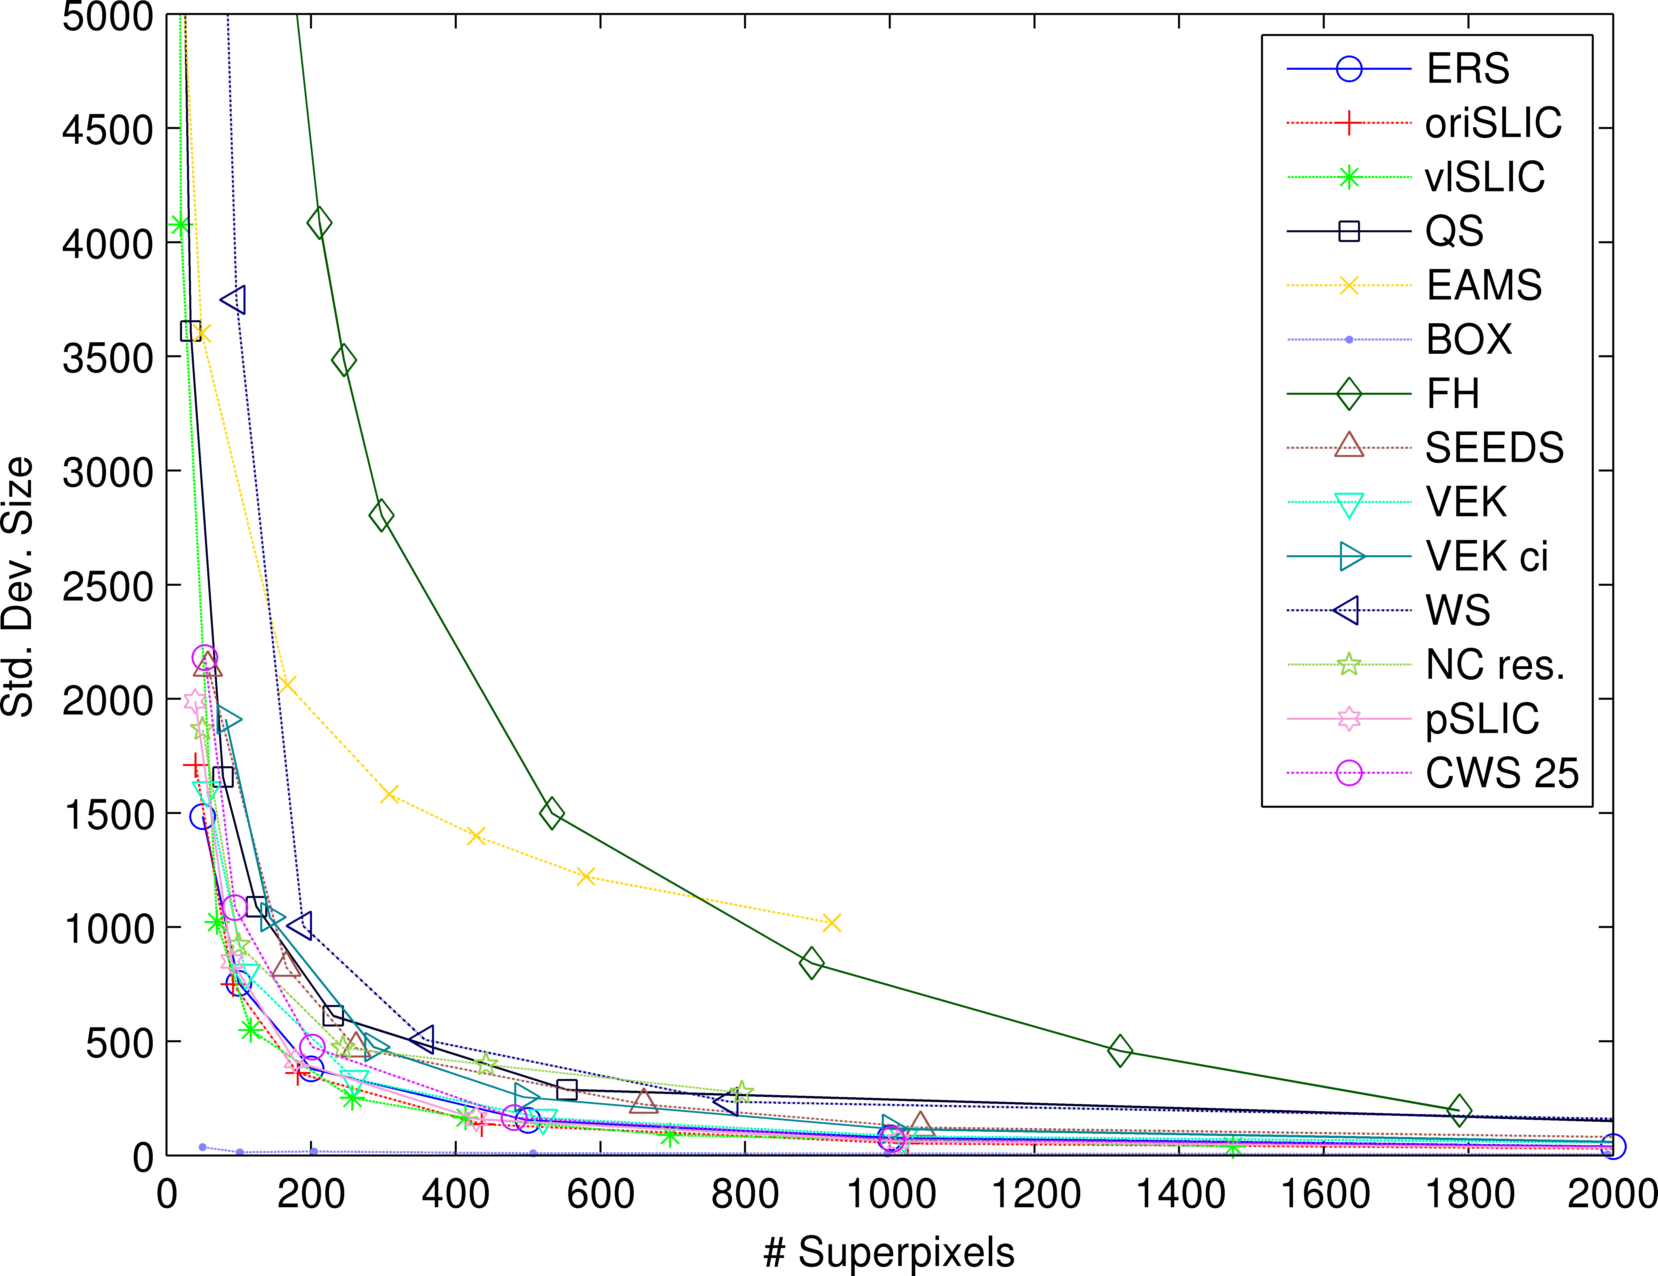 5000
4500
4000
3500
3000
2500
2000
1500
1000
500
0
Std. Dev. Size
0 200 400 600 800 1000 1200 1400 1600 1800 2000
# Superpixels
ERS
oriSLIC
vlSLIC
QS
EAMS
BOX
FH
SEEDS
VEK
VEK ci
WS
NC res.
pSLIC
CWS 25